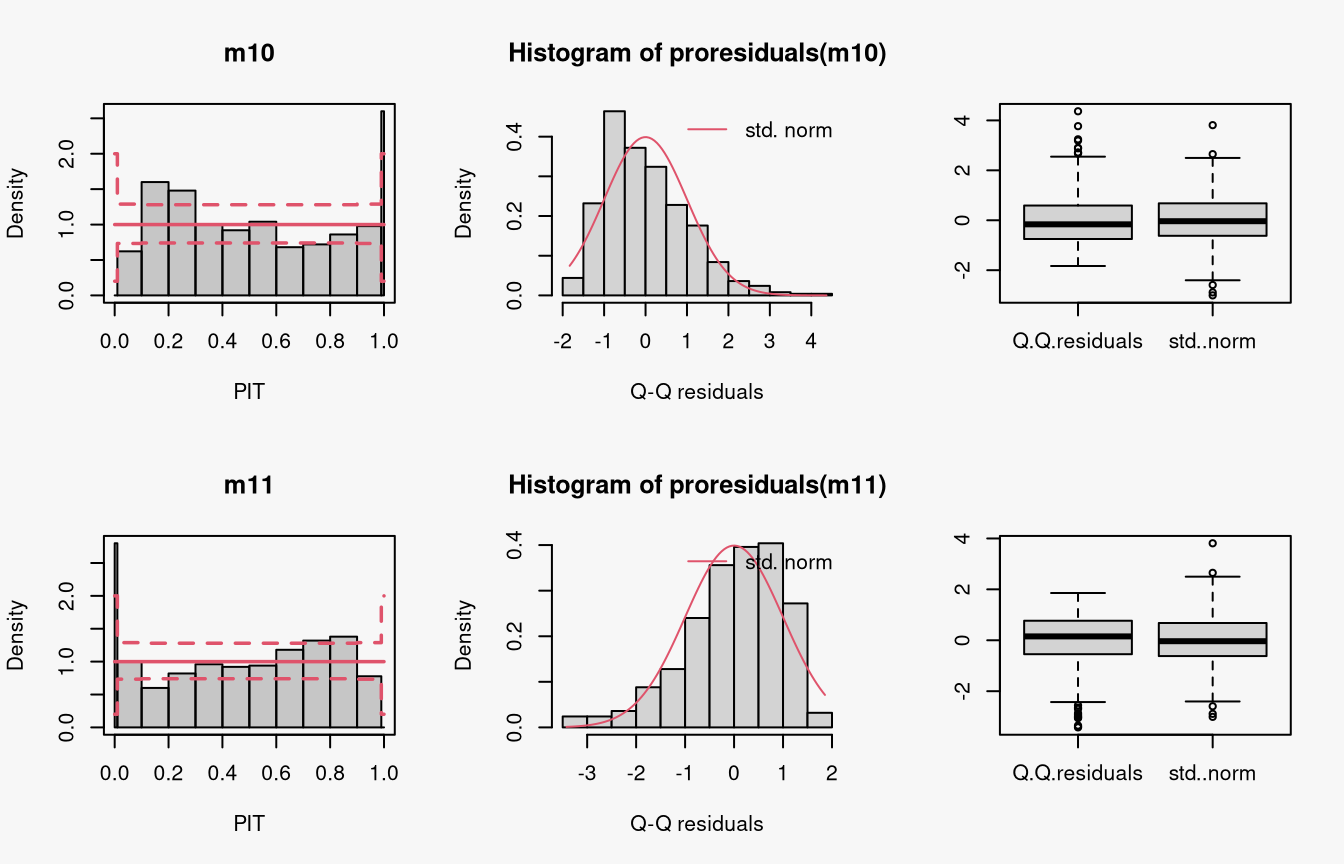 m10
Density
0.0 1.0 2.0
0.0 0.2 0.4 0.6 0.8 1.0
PIT
Histogram of proresiduals(m10)
std. norm
Density
0.0 0.2 0.4
-2 -1 0 1 2 3 4
Q-Q residuals
-2 0 2 4
Q.Q.residuals std..norm
m11
Density
0.0 1.0 2.0
0.0 0.2 0.4 0.6 0.8 1.0
PIT
Histogram of proresiduals(m11)
std. norm
Density
0.0 0.2 0.4
-3 -2 -1 0 1 2
Q-Q residuals
-2 0 2 4
Q.Q.residuals std..norm